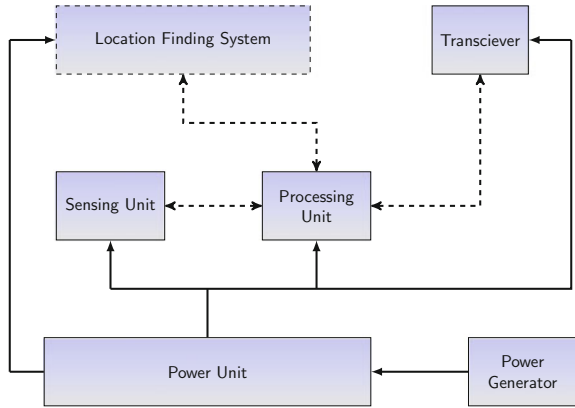 Location Finding System
Transciever
Sensing Unit
Processing
Unit
Power Unit
Power
Generator